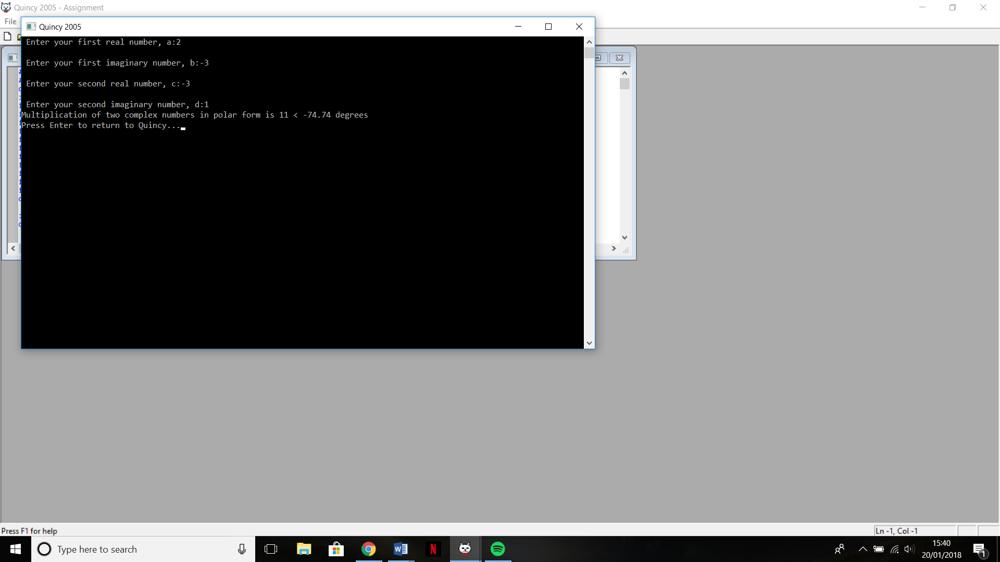 Quincy 2005 - Assignment
File
Quincy 2005
Enter your first real number, a:2
Enter your first imaginary number, b:-3
Enter your second real number, c:-3
Enter your second imaginary number, d:1
Multiplication of two complex numbers in polar form is 11 < -74.74 degrees
Press Enter to return to Quincy...
Press F1 for help
Ln -1, Col -1
Type here to search
W
N
15:40
20/01/2018
1